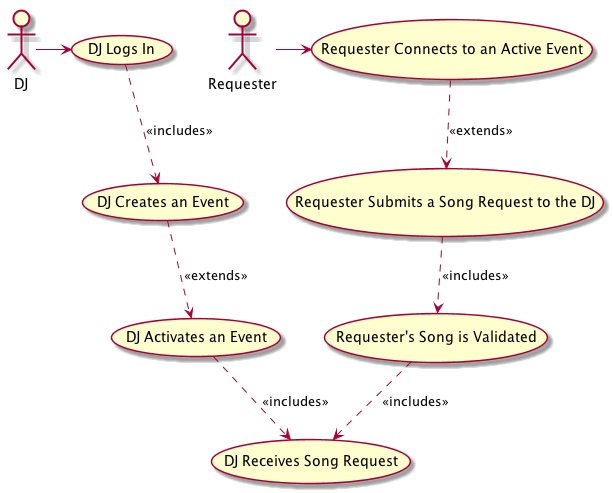 DJ
DJ Logs In
Requester
Requester Connects to an Active Event
«includes»
«extends»
DJ Creates an Event
Requester Submits a Song Request to the DJ
«extends»
«includes»
DJ Activates an Event
Requester's Song is Validated
«includes»
«includes»
DJ Receives Song Request